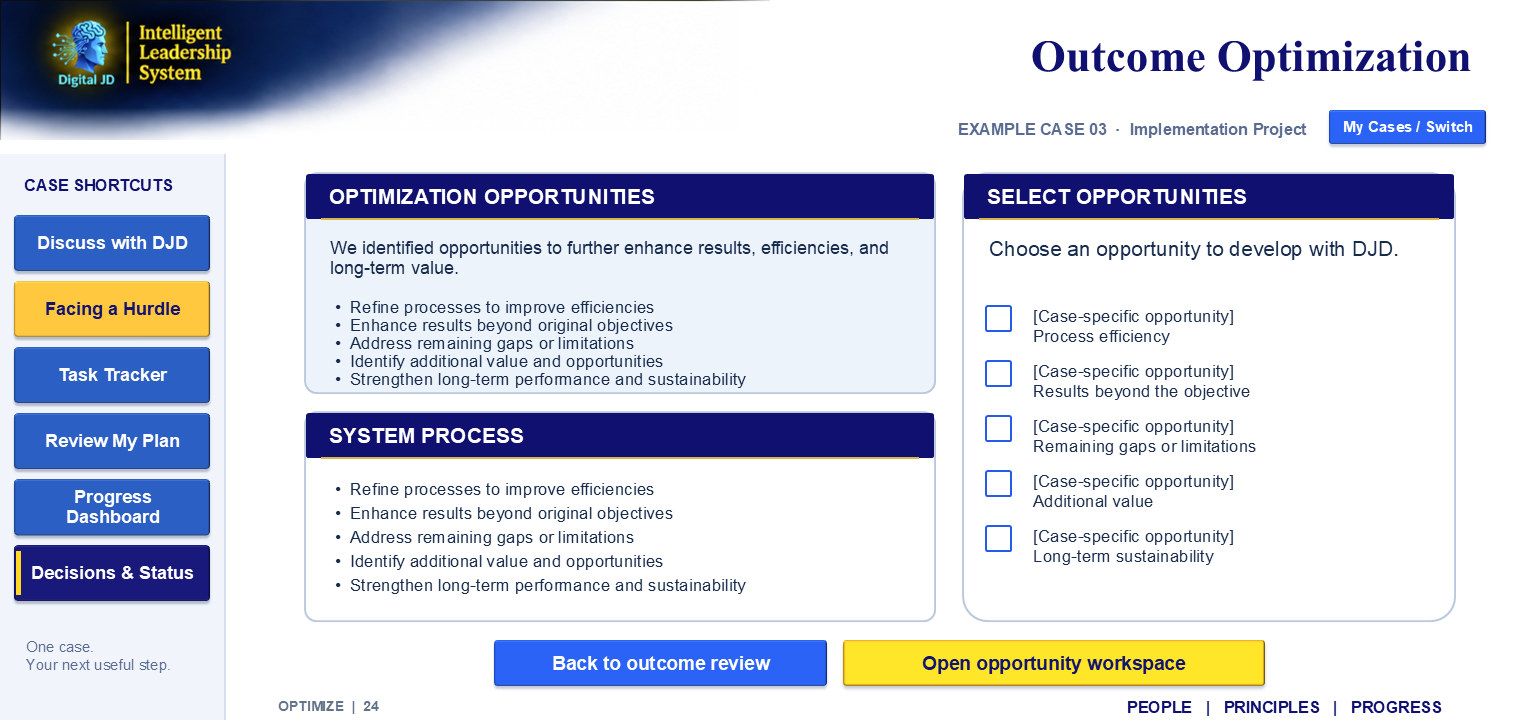 Digital JD
Intelligent
Leadership
System
Outcome Optimization
EXAMPLE CASE 03 · Implementation Project
My Cases / Switch
CASE SHORTCUTS
Discuss with DJD
Facing a Hurdle
Task Tracker
Review My Plan
Progress
Dashboard
Decisions & Status
One case.
Your next useful step.
OPTIMIZATION OPPORTUNITIES
We identified opportunities to further enhance results, efficiencies, and
long-term value.
• Refine processes to improve efficiencies
• Enhance results beyond original objectives
• Address remaining gaps or limitations
• Identify additional value and opportunities
• Strengthen long-term performance and sustainability
SYSTEM PROCESS
• Refine processes to improve efficiencies
• Enhance results beyond original objectives
• Address remaining gaps or limitations
• Identify additional value and opportunities
• Strengthen long-term performance and sustainability
SELECT OPPORTUNITIES
Choose an opportunity to develop with DJD.
[Case-specific opportunity]
Process efficiency
[Case-specific opportunity]
Results beyond the objective
[Case-specific opportunity]
Remaining gaps or limitations
[Case-specific opportunity]
Additional value
[Case-specific opportunity]
Long-term sustainability
Back to outcome review
Open opportunity workspace
OPTIMIZE | 24
PEOPLE | PRINCIPLES | PROGRESS